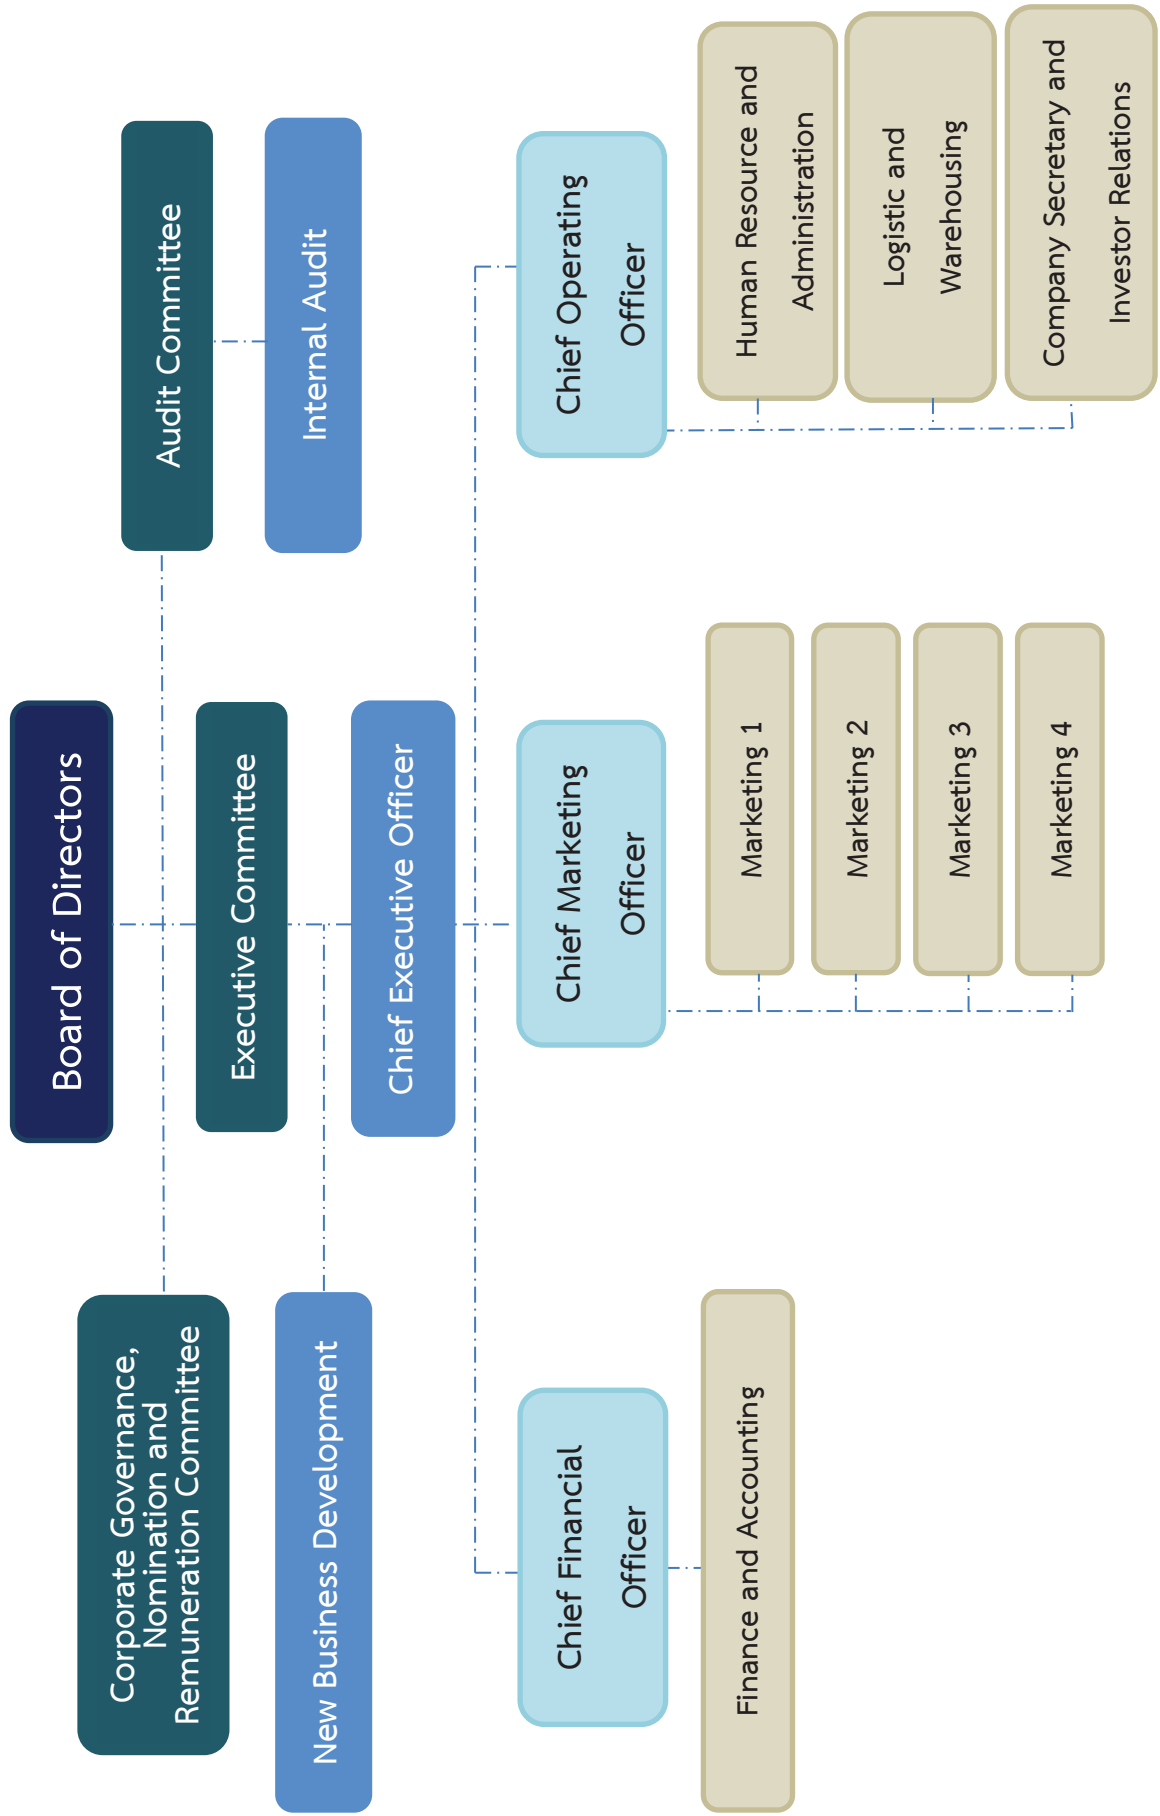 Board of Directors
Corporate Governance,
Nomination and
Remuneration Committee
Audit Committee
Executive Committee
New Business Development
Internal Audit
Chief Executive Officer
Chief Financial
Officer
Chief Marketing
Officer
Chief Operating
Officer
Finance and Accounting
Marketing 1
Marketing 2
Marketing 3
Marketing 4
Human Resource and
Administration
Logistic and
Warehousing
Company Secretary and
Investor Relations